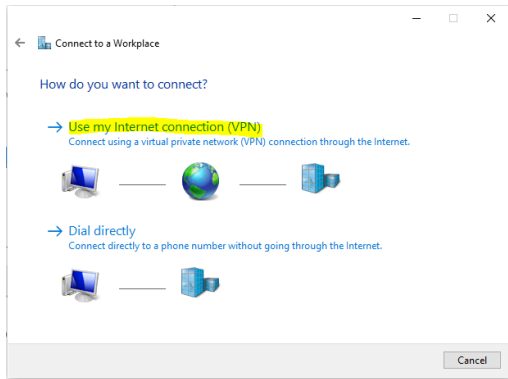 Connect to a Workplace
How do you want to connect?
Use my Internet connection (VPN)
Connect using a virtual private network (VPN) connection through the Internet.
Dial directly
Connect directly to a phone number without going through the Internet.
Cancel